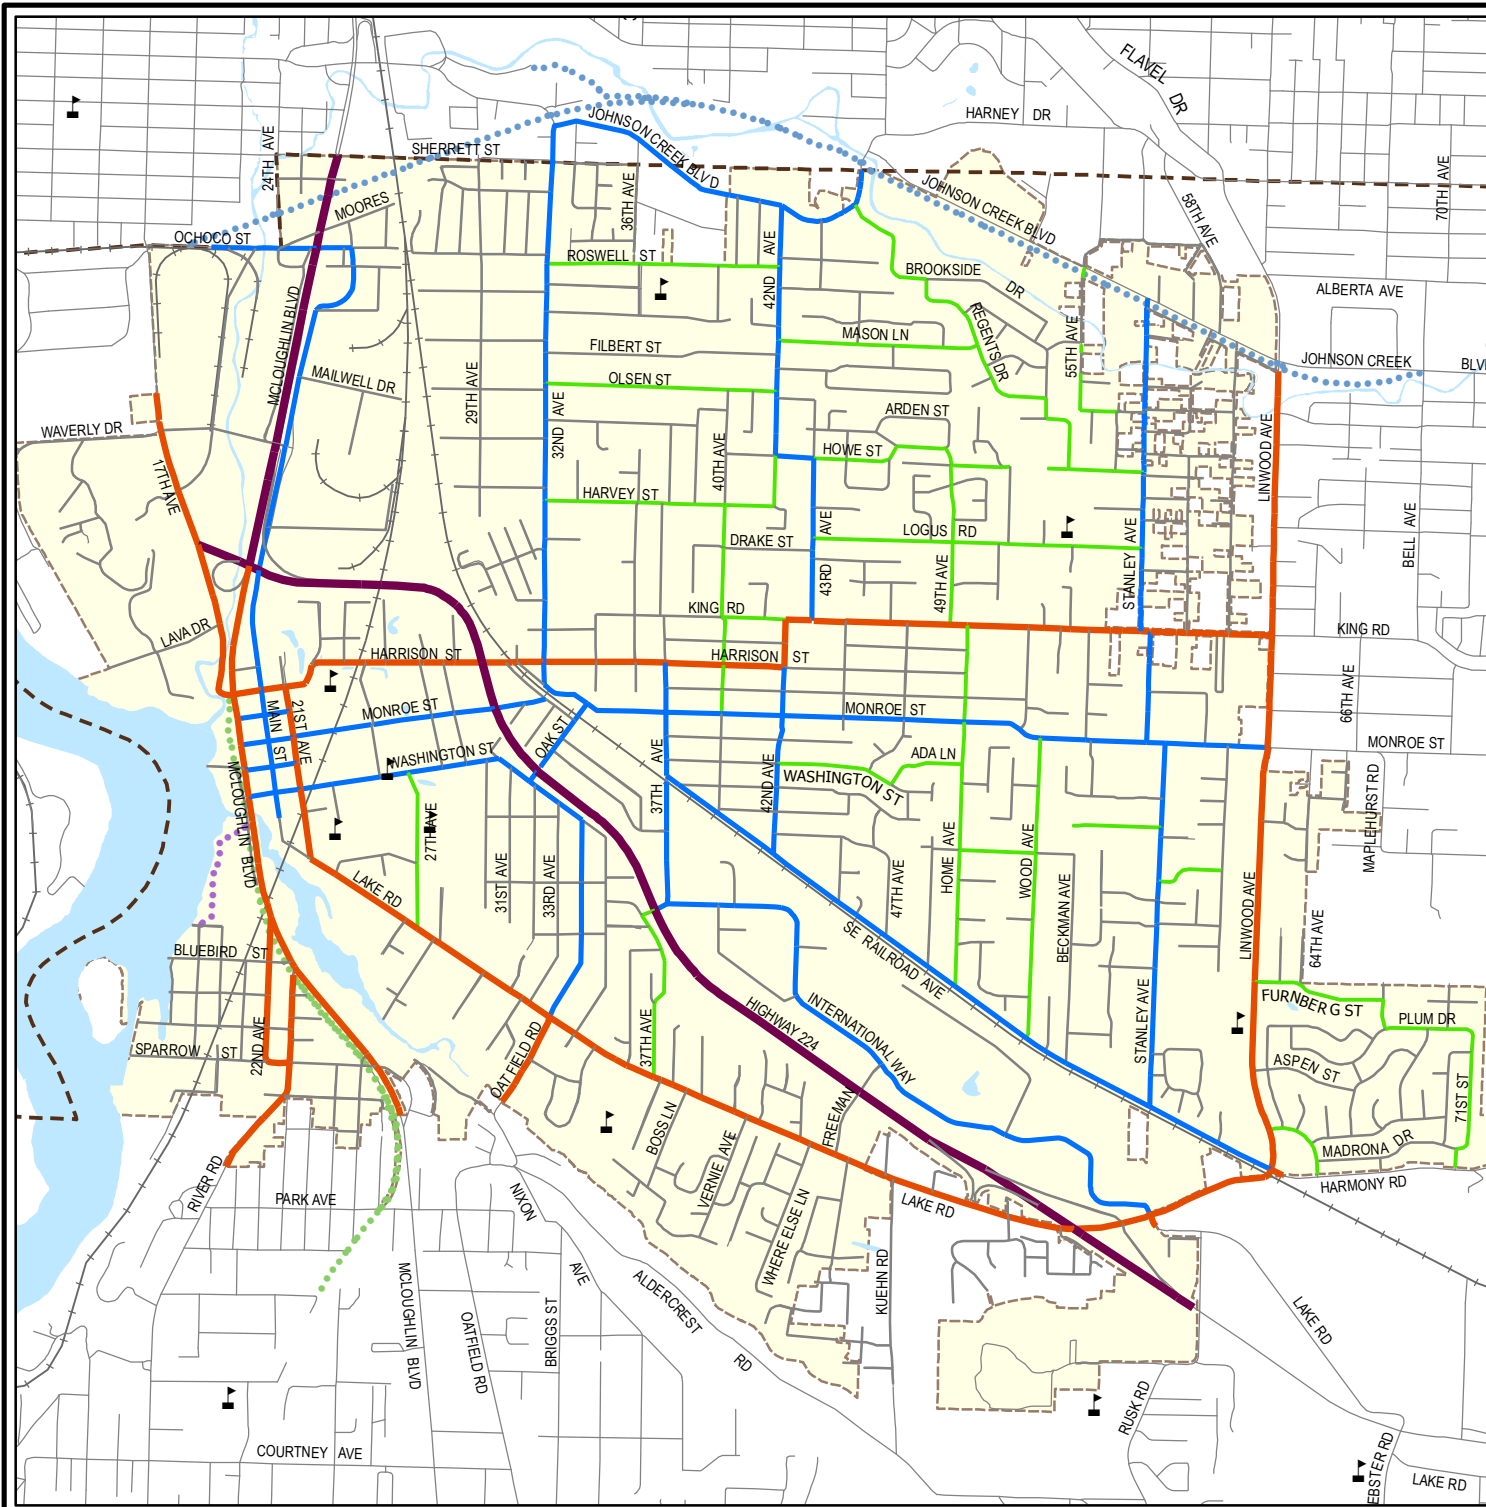 FLAVEL DR
HARNEY DR
24TH AVE
SHERRETT ST
JOHNSON CREEK BLVD
36TH AVE
MOORES
OCHOCO ST
JOHNSON CREEK BLVD
58TH AVE
70TH AVE
ROSWELL ST
42ND AVE
BROOKSIDE DR
ALBERTA AVE
MCLOUGHLIN BLVD
REGENTS DR
55TH AVE
MASON LN
FILBERT ST
OLSEN ST
JOHNSON CREEK
MAILWELL DR
29TH AVE
32ND AVE
ARDEN ST
WAVERLY DR
HOWE ST
40TH AVE
LINWOOD AVE
17TH AVE
HARVEY ST
DRAKE ST
43RD AVE
LOGUS RD
49TH AVE
STANLEY AVE
BELL AVE
KING RD
KING RD
LAVA DR
HARRISON ST
HARRISON ST
66TH AVE
MONROE ST
MONROE ST
MONROE ST
MAIN ST
21ST AVE
OAK ST
WASHINGTON ST
37TH AVE
42ND AVE
ADA LN
WASHINGTON ST
MAPLEHURST RD
MCLOUGHLIN BLVD
27TH AVE
31ST AVE
33RD AVE
47TH AVE
HOME AVE
WOOD AVE
BECKMAN AVE
LINWOOD AVE
LAKE RD
64TH AVE
BLUEBIRD ST
SE RAILROAD AVE
22ND AVE
SPARROW ST
OAT FIELD RD
37TH AVE
HIGHWAY 224
INTERNATIONAL WAY
STANLEY AVE
FURNBERG ST
PLUM DR
ASPEN ST
71ST ST
BOSS LN
FREEMAN
VERNIE AVE
MADRONA DR
HARMONY RD
RIVER RD
PARK AVE
NIXON AVE
WHERE ELSE LN
LAKE RD
KUEHN RD
MCLOUGHLIN BLVD
OATFIELD RD
BRIGGS ST
ALDERCREST RD
LAKE RD
RUSK RD
COURTNEY AVE
EBSTER RD
LAKE RD